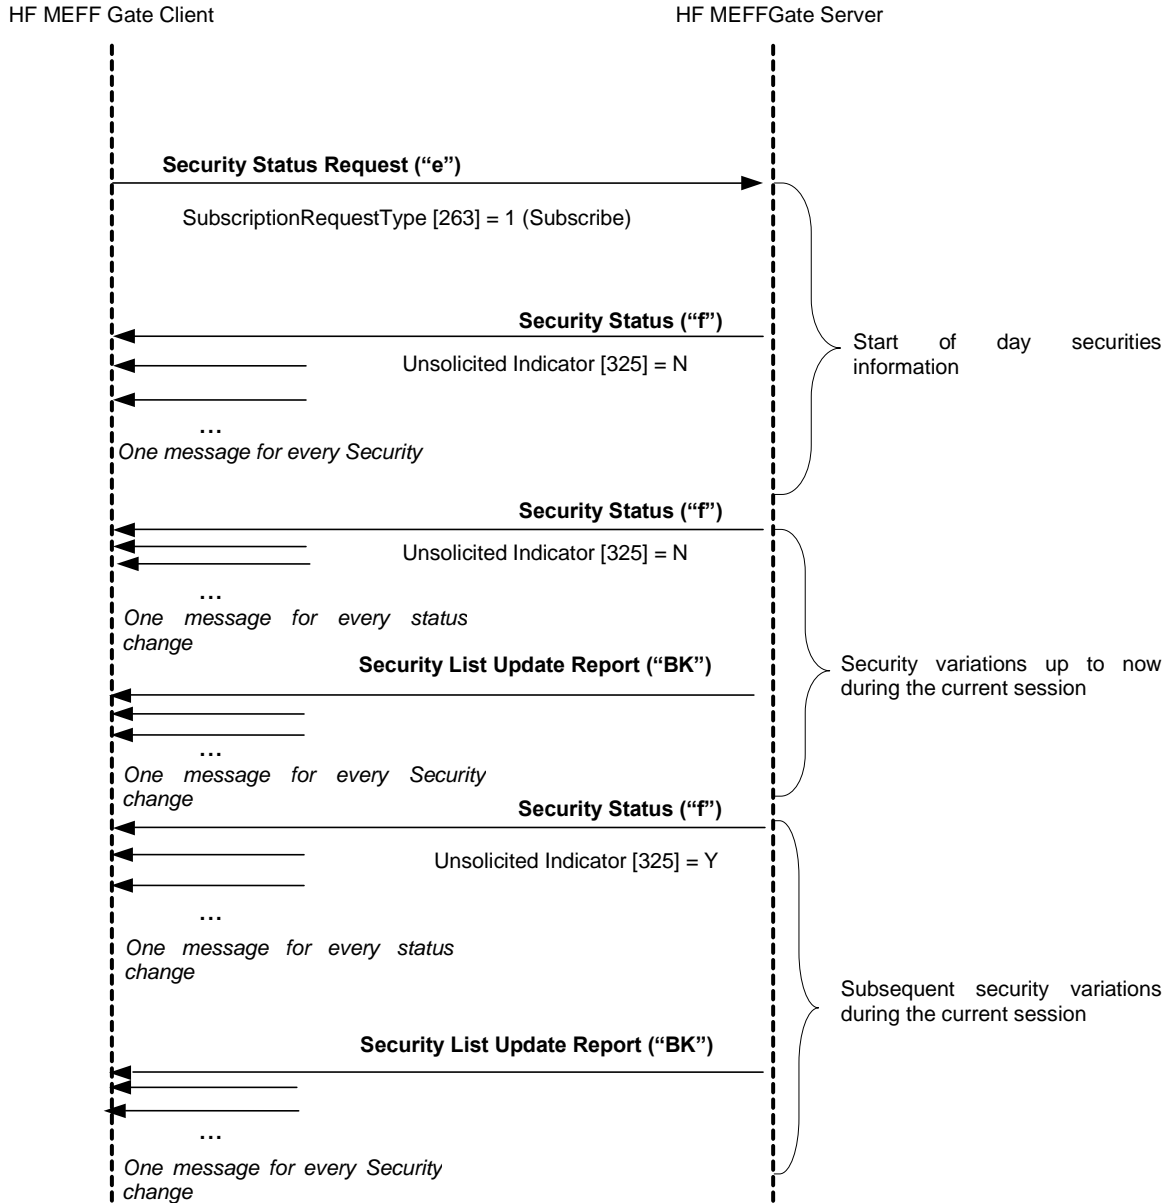 HF MEFF Gate Client
HF MEFFGate Server
Security Status Request (“e”)
SubscriptionRequestType [263] = 1 (Subscribe)
Security Status (“f”)
Unsolicited Indicator [325] = N
...
One message for every Security
Start of day securities
information
Security Status (“f”)
Unsolicited Indicator [325] = N
...
One message for every status
change
Security List Update Report (“BK”)
...
One message for every Security
change
Security variations up to now
during the current session
Security Status (“f”)
Unsolicited Indicator [325] = Y
...
One message for every status
change
Security List Update Report (“BK”)
...
One message for every Security
change
Subsequent security variations
during the current session